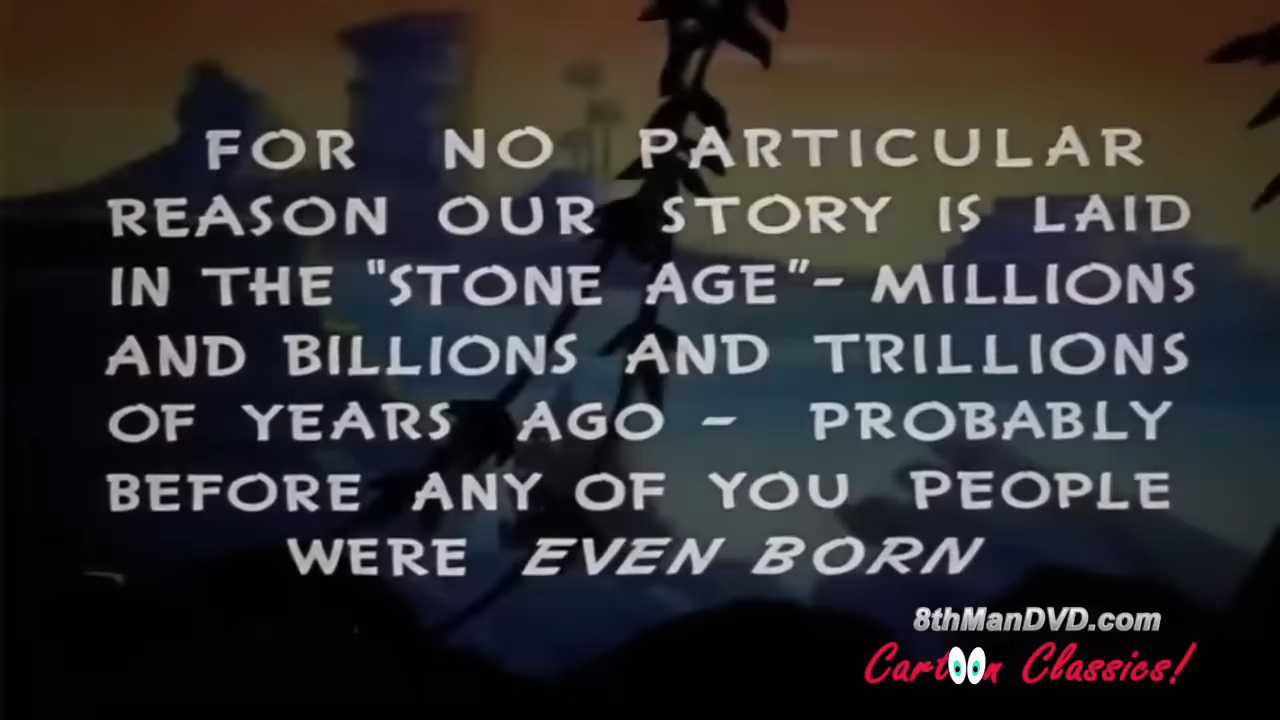 FOR NO PARTICULAR
REASON OUR STORY IS LAID
IN THE "STONE AGE"- MILLIONS
AND BILLIONS AND TRILLIONS
OF YEARS AGO - PROBABLY
BEFORE ANY OF YOU PEOPLE
WERE EVEN BORN
8thManDVD.com
Cartoon Classics!